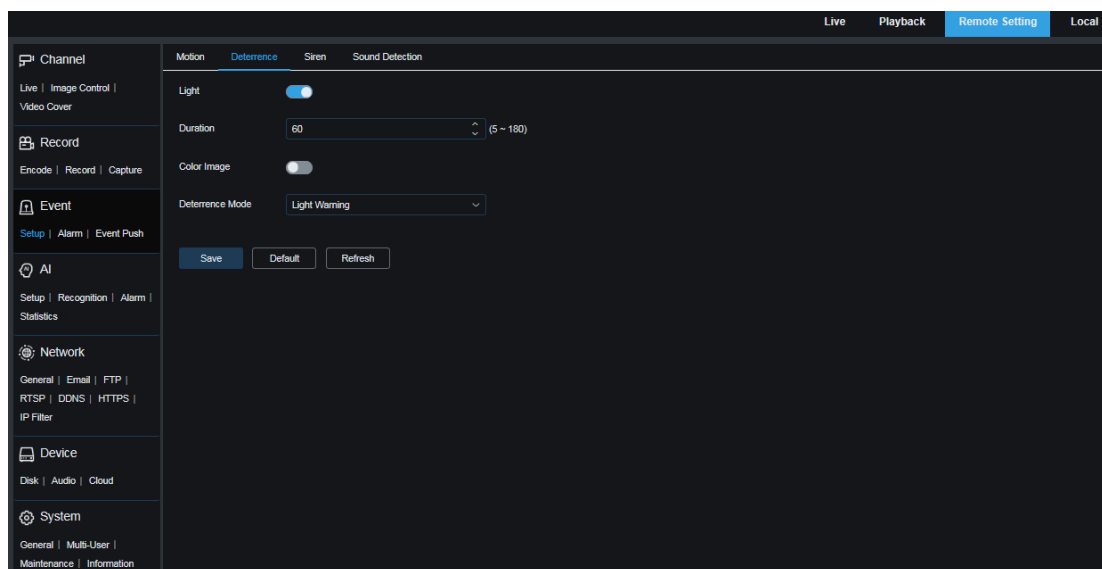 Live Playback Remote Setting Local
Channel
Live | Image Control |
Video Cover
Record
Encode | Record | Capture
Event
Setup | Alarm | Event Push
AI
Setup | Recognition | Alarm |
Statistics
Network
General | Email | FTP |
RTSP | DDNS | HTTPS |
IP Filter
Device
Disk | Audio | Cloud
System
General | Multi-User |
Maintenance | Information
Motion Deterrence Siren Sound Detection
Light
Duration 60 (5 ~ 180)
Color Image
Deterrence Mode Light Warning
Save Default Refresh